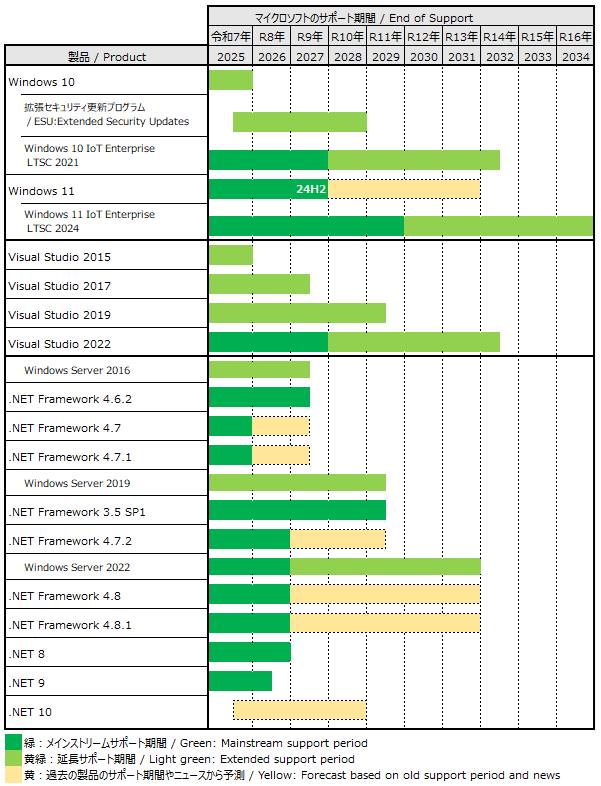 マイクロソフトのサポート期間 / End of Support
令和7年 R8年 R9年 R10年 R11年 R12年 R13年 R14年 R15年 R16年
製品 / Product 2025 2026 2027 2028 2029 2030 2031 2032 2033 2034
Windows 10
拡張セキュリティ更新プログラム
/ ESU:Extended Security Updates
Windows 10 IoT Enterprise
LTSC 2021
Windows 11 24H2
Windows 11 IoT Enterprise
LTSC 2024
Visual Studio 2015
Visual Studio 2017
Visual Studio 2019
Visual Studio 2022
Windows Server 2016
.NET Framework 4.6.2
.NET Framework 4.7
.NET Framework 4.7.1
Windows Server 2019
.NET Framework 3.5 SP1
.NET Framework 4.7.2
Windows Server 2022
.NET Framework 4.8
.NET Framework 4.8.1
.NET 8
.NET 9
.NET 10
緑：メインストリームサポート期間 / Green: Mainstream support period
黄緑：延長サポート期間 / Light green: Extended support period
黄：過去の製品のサポート期間やニュースから予測 / Yellow: Forecast based on old support period and news